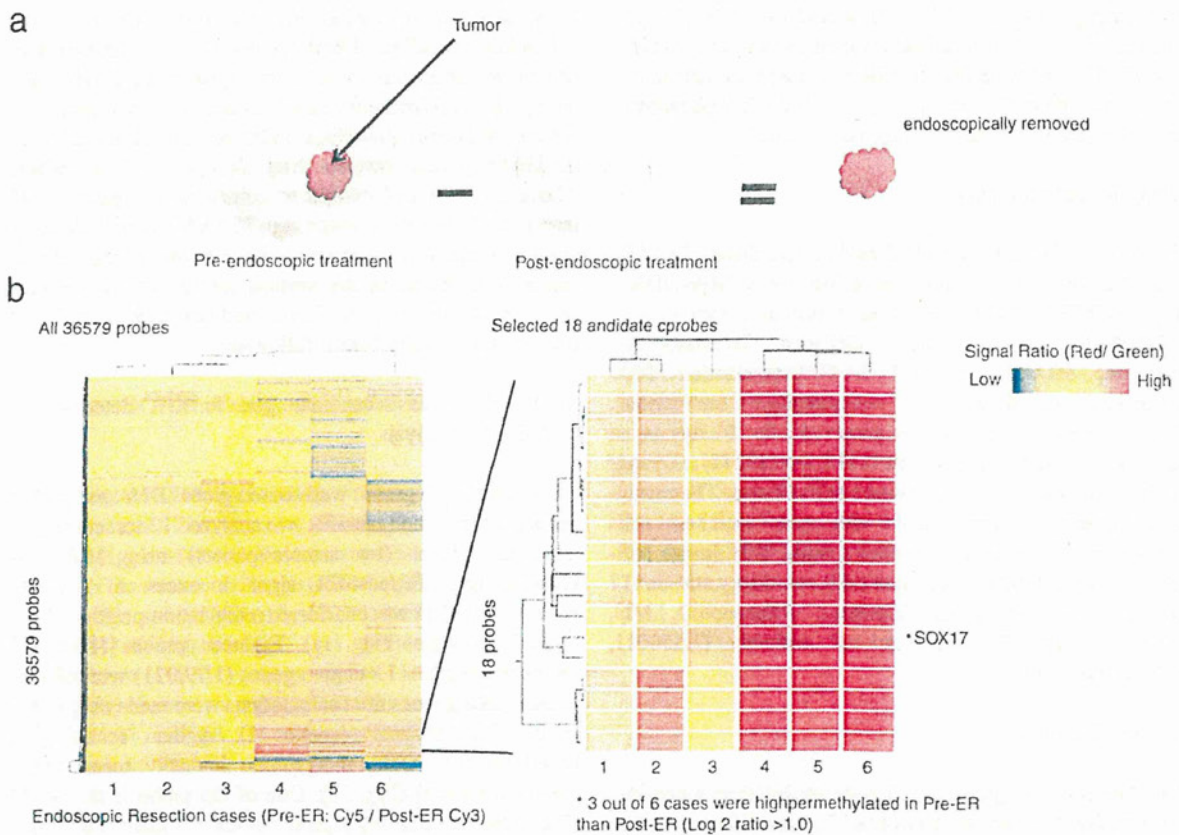 a
Tumor
endoscopically removed
Pre-endoscopic treatment
Post-endoscopic treatment
b
All 36579 probes
Selected 18 andidate cprobes
Signal Ratio (Red/ Green)
Low
High
36579 probes
18 probes
* SOX17
1 2 3 4 5 6
1 2 3 4 5 6
Endoscopic Resection cases (Pre-ER: Cy5 / Post-ER Cy3)
* 3 out of 6 cases were highpermethylated in Pre-ER
than Post-ER (Log 2 ratio >1.0)